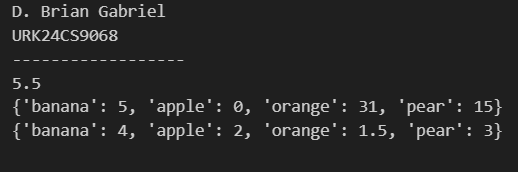 D. Brian Gabriel
URK24CS9068
------------------
5.5
{'banana': 5, 'apple': 0, 'orange': 31, 'pear': 15}
{'banana': 4, 'apple': 2, 'orange': 1.5, 'pear': 3}